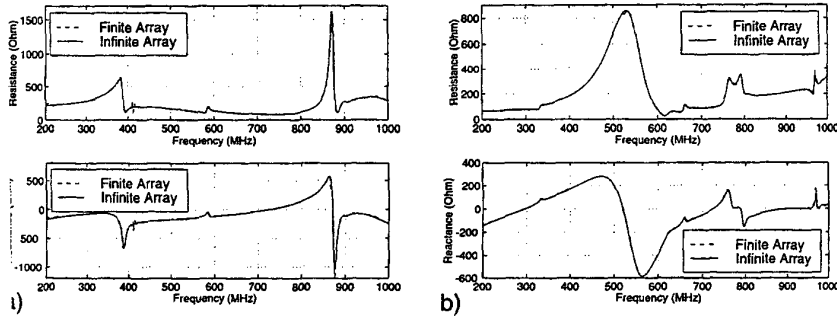 1500
1000
500
0
Resistance (Ohm)
Finite Array
Infinite Array
200 300 400 500 600 700 800 900 1000
Frequency (MHz)
800
600
400
200
0
Resistance (Ohm)
Finite Array
Infinite Array
200 300 400 500 600 700 800 900 1000
Frequency (MHz)
500
0
-500
-1000
Finite Array
Infinite Array
200 300 400 500 600 700 800 900 1000
Frequency (MHz)
400
200
0
-200
-400
-600
Reactance (Ohm)
Finite Array
Infinite Array
200 300 400 500 600 700 800 900 1000
Frequency (MHz)
b)